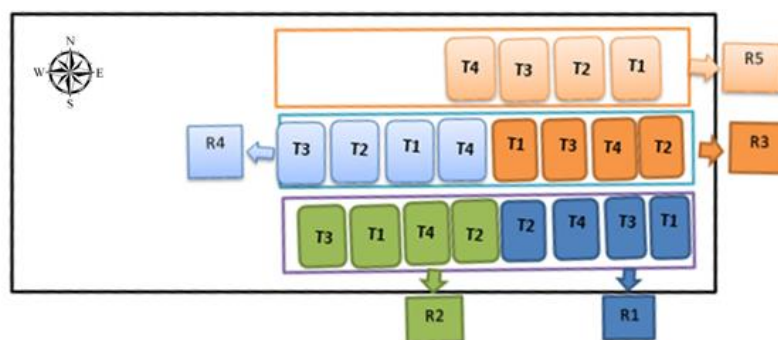 N
W E
S
T4 T3 T2 T1
R5
R4
T3 T2 T1 T4 T1 T3 T4 T2
R3
T3 T1 T4 T2 T2 T4 T3 T1
R2 R1